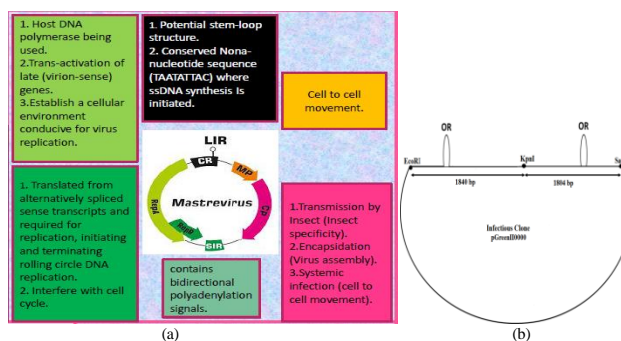 1. Host DNA
polymerase being
used.
2.Trans-activation of
late (virion-sense)
genes.
3.Establish a cellular
environment
conducive for virus
replication.
1. Potential stem-loop
structure.
2. Conserved Nona-
nucleotide sequence
(TAATATTAC) where
ssDNA synthesis Is
initiated.
Cell to cell
movement.
1. Translated from
alternatively spliced
sense transcripts and
required for
replication, initiating
and terminating
rolling circle DNA
replication.
2. Interfere with cell
cycle.
LIR
CR
MP
Cp
RepA
RepB
SIR
Mastrevirus
contains
bidirectional
polyadenylation
signals.
1.Transmission by
Insect (Insect
specificity).
2.Encapsidation
(Virus assembly).
3.Systemic
infection (cell to
cell movement).
(a)
OR
OR
EcoRI
KpnI
1840 bp
1804 bp
Infectious Clone
pGreenII0000
(b)